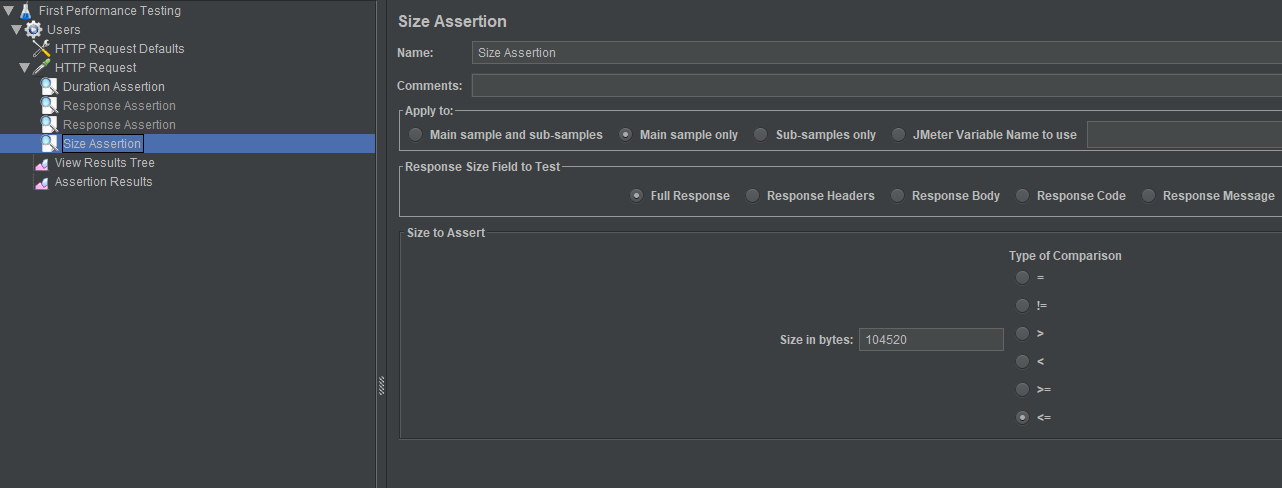 First Performance Testing
Users
HTTP Request Defaults
HTTP Request
Duration Assertion
Response Assertion
Response Assertion
Size Assertion
View Results Tree
Assertion Results
Size Assertion
Name: Size Assertion
Comments:
Apply to:
Main sample and sub-samples Main sample only Sub-samples only JMeter Variable Name to use
Response Size Field to Test
Full Response Response Headers Response Body Response Code Response Message
Size to Assert
Type of Comparison
=
!=
>
Size in bytes: 104520
<
>=
<=